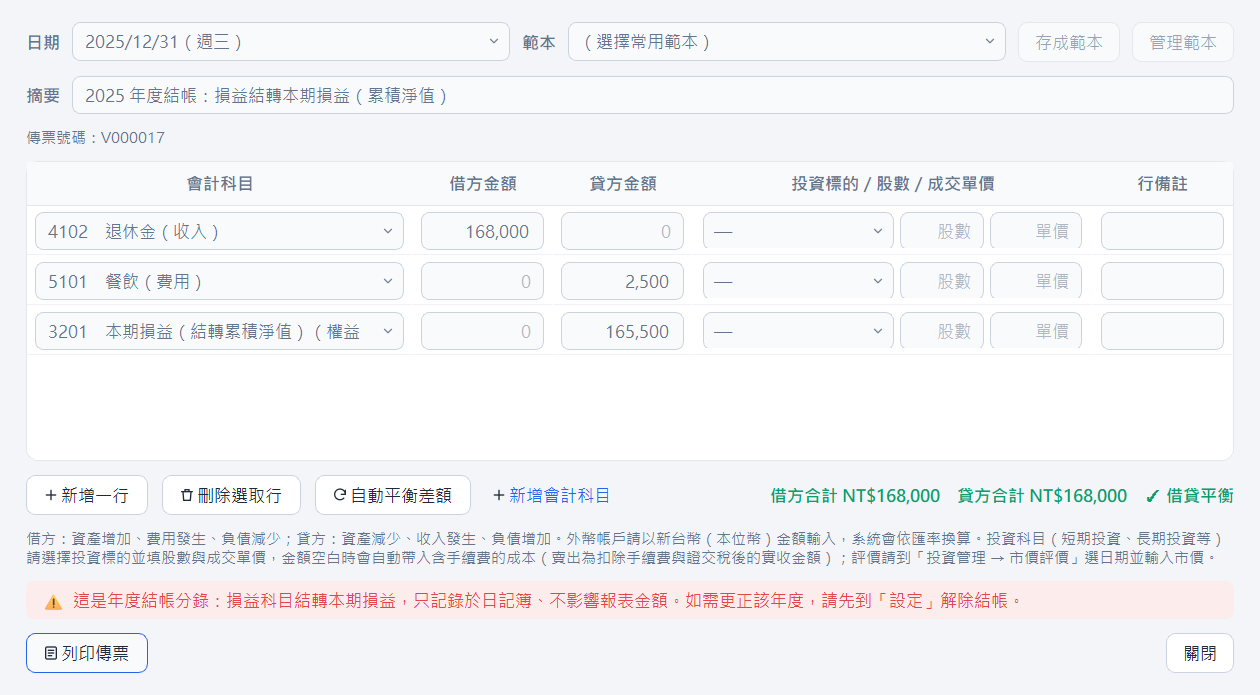 日期 2025/12/31（週三） 範本 （選擇常用範本） 存成範本 管理範本
摘要 2025 年度結帳：損益結轉本期損益（累積淨值）
傳票號碼：V000017
會計科目 借方金額 貸方金額 投資標的 / 股數 / 成交單價 行備註
4102 退休金（收入） 168,000 0 — 股數 單價
5101 餐飲（費用） 0 2,500 — 股數 單價
3201 本期損益（結轉累積淨值）（權益 0 165,500 — 股數 單價
+ 新增一行 刪除選取行 自動平衡差額 + 新增會計科目 借方合計 NT$168,000 貸方合計 NT$168,000 ✓ 借貸平衡
借方：資產增加、費用發生、負債減少；貸方：資產減少、收入發生、負債增加。外幣帳戶請以新台幣（本位幣）金額輸入，系統會依匯率換算。投資科目（短期投資、長期投資等）
請選擇投資標的並填股數與成交單價，金額空白時會自動帶入含手續費的成本（賣出為扣除手續費與證交稅後的實收金額）；評價請到「投資管理 → 市價評價」選日期並輸入市價。
⚠ 這是年度結帳分錄：損益科目結轉本期損益，只記錄於日記簿、不影響報表金額。如需更正該年度，請先到「設定」解除結帳。
列印傳票 關閉